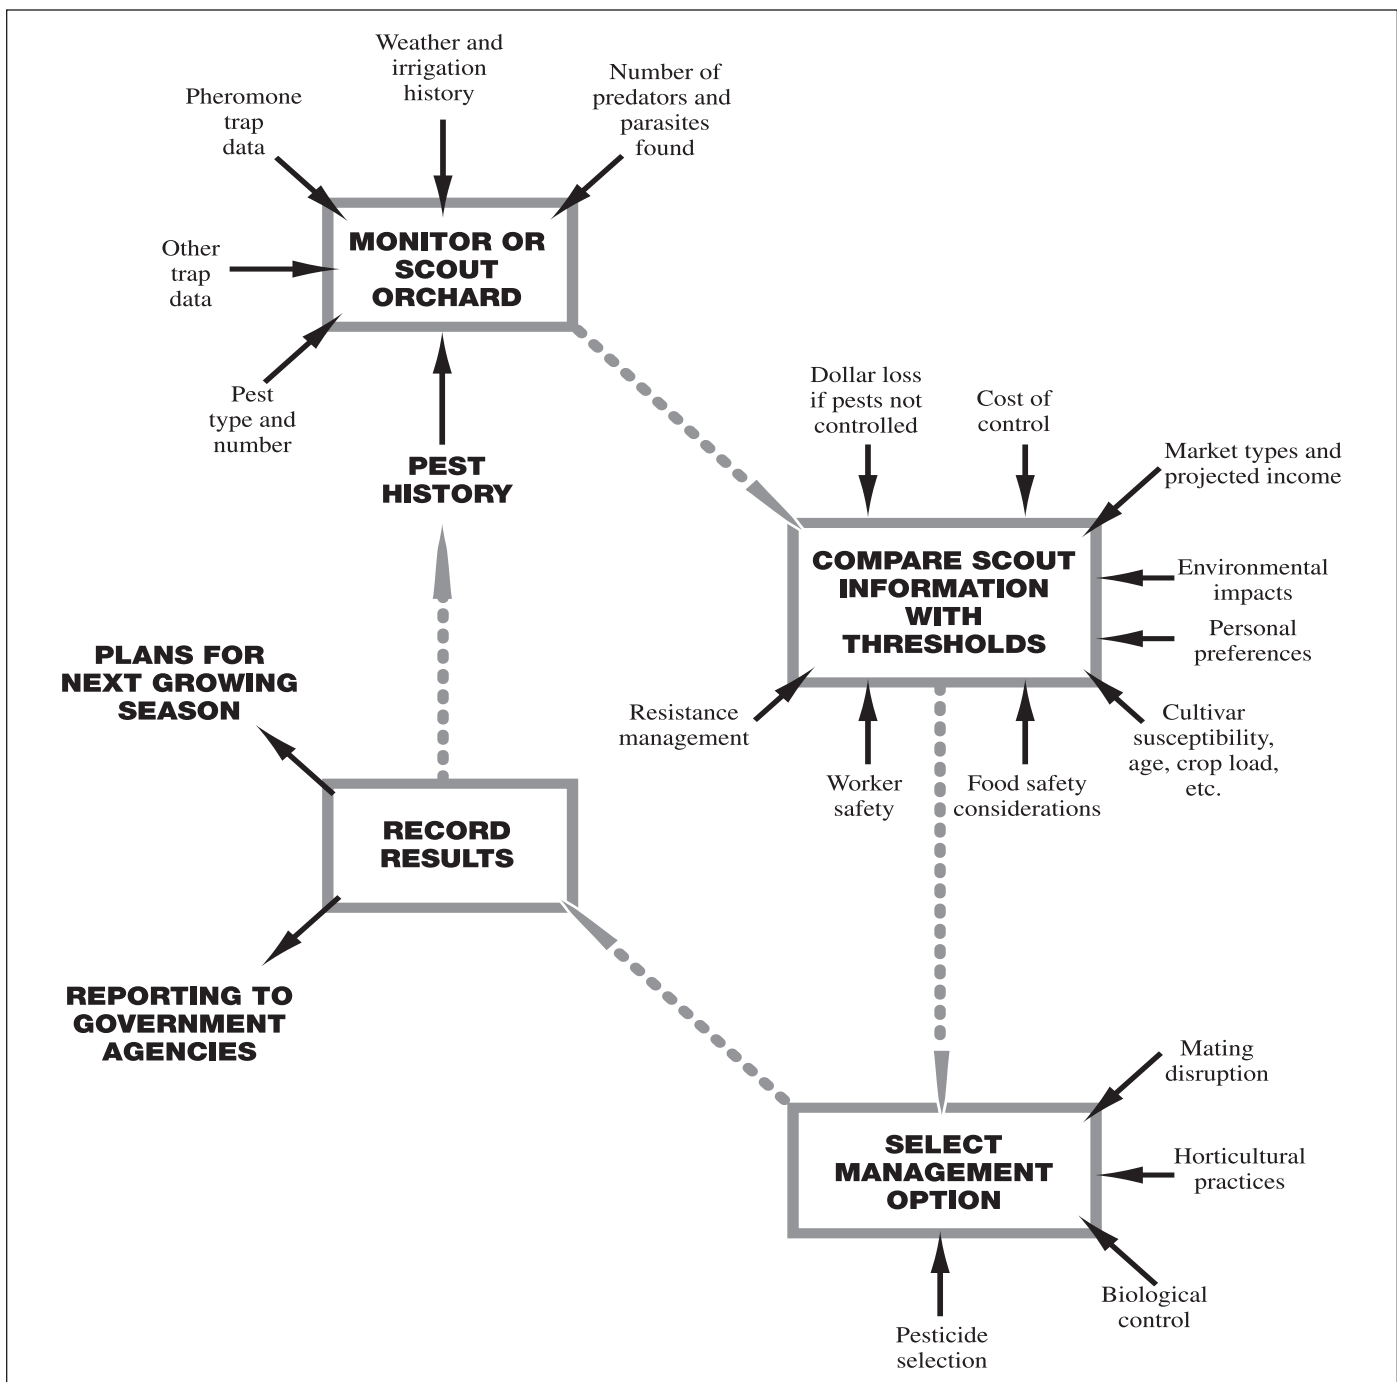 Weather and
irrigation
history
Number of
predators and
parasites
found
Pheromone
trap
data
MONITOR OR
SCOUT
ORCHARD
Other
trap
data
Pest
type and
number
PEST
HISTORY
Dollar loss
if pests not
controlled
Cost of
control
Market types and
projected income
COMPARE SCOUT
INFORMATION
WITH
THRESHOLDS
Environmental
impacts
Personal
preferences
Resistance
management
Worker
safety
Food safety
considerations
Cultivar
susceptibility,
age, crop load,
etc.
PLANS FOR
NEXT GROWING
SEASON
RECORD
RESULTS
REPORTING TO
GOVERNMENT
AGENCIES
SELECT
MANAGEMENT
OPTION
Mating
disruption
Horticultural
practices
Biological
control
Pesticide
selection